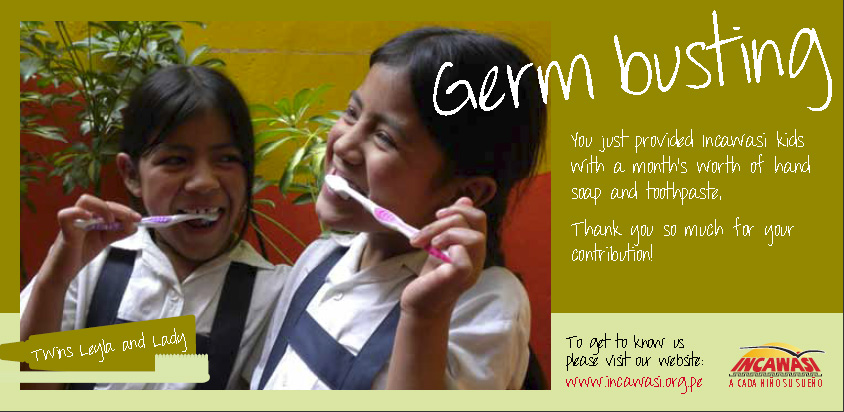 Germ busting
You just provided Incawasi kids
with a month's worth of hand
soap and toothpaste.
Thank you so much for your
contribution!
Twins Leyla and Lady
To get to know us
please visit our website:
www.incawasi.org.pe
INCAWASI
A CADA NIÑO SU SUEÑO